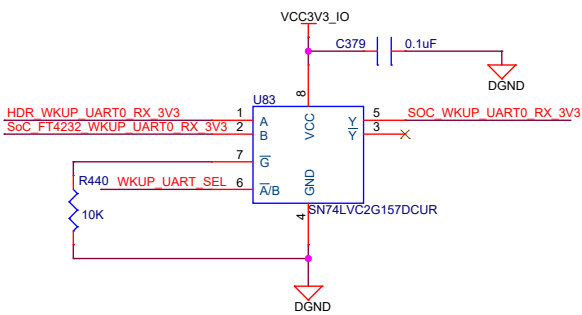 VCC3V3_IO
C379 0.1uF
DGND
U83
8
VCC
HDR_WKUP_UART0_RX_3V3 1 A Y 5 SOC_WKUP_UART0_RX_3V3
SoC_FT4232_WKUP_UART0_RX_3V3 2 B Y 3
7 G
R440 WKUP_UART_SEL 6 A/B
10K
GND
4
SN74LVC2G157DCUR
DGND